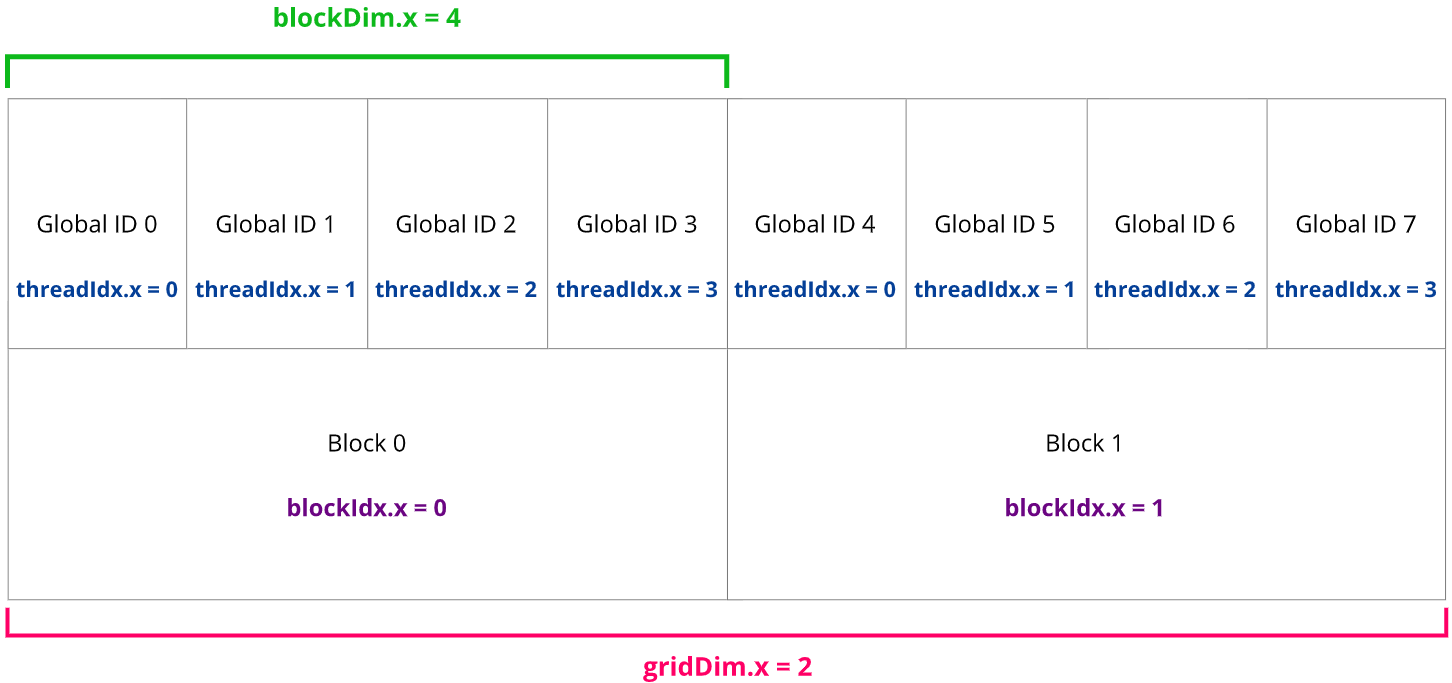 blockDim.x = 4
Global ID 0 Global ID 1 Global ID 2 Global ID 3 Global ID 4 Global ID 5 Global ID 6 Global ID 7
threadIdx.x = 0 threadIdx.x = 1 threadIdx.x = 2 threadIdx.x = 3 threadIdx.x = 0 threadIdx.x = 1 threadIdx.x = 2 threadIdx.x = 3
Block 0 Block 1
blockIdx.x = 0 blockIdx.x = 1
gridDim.x = 2